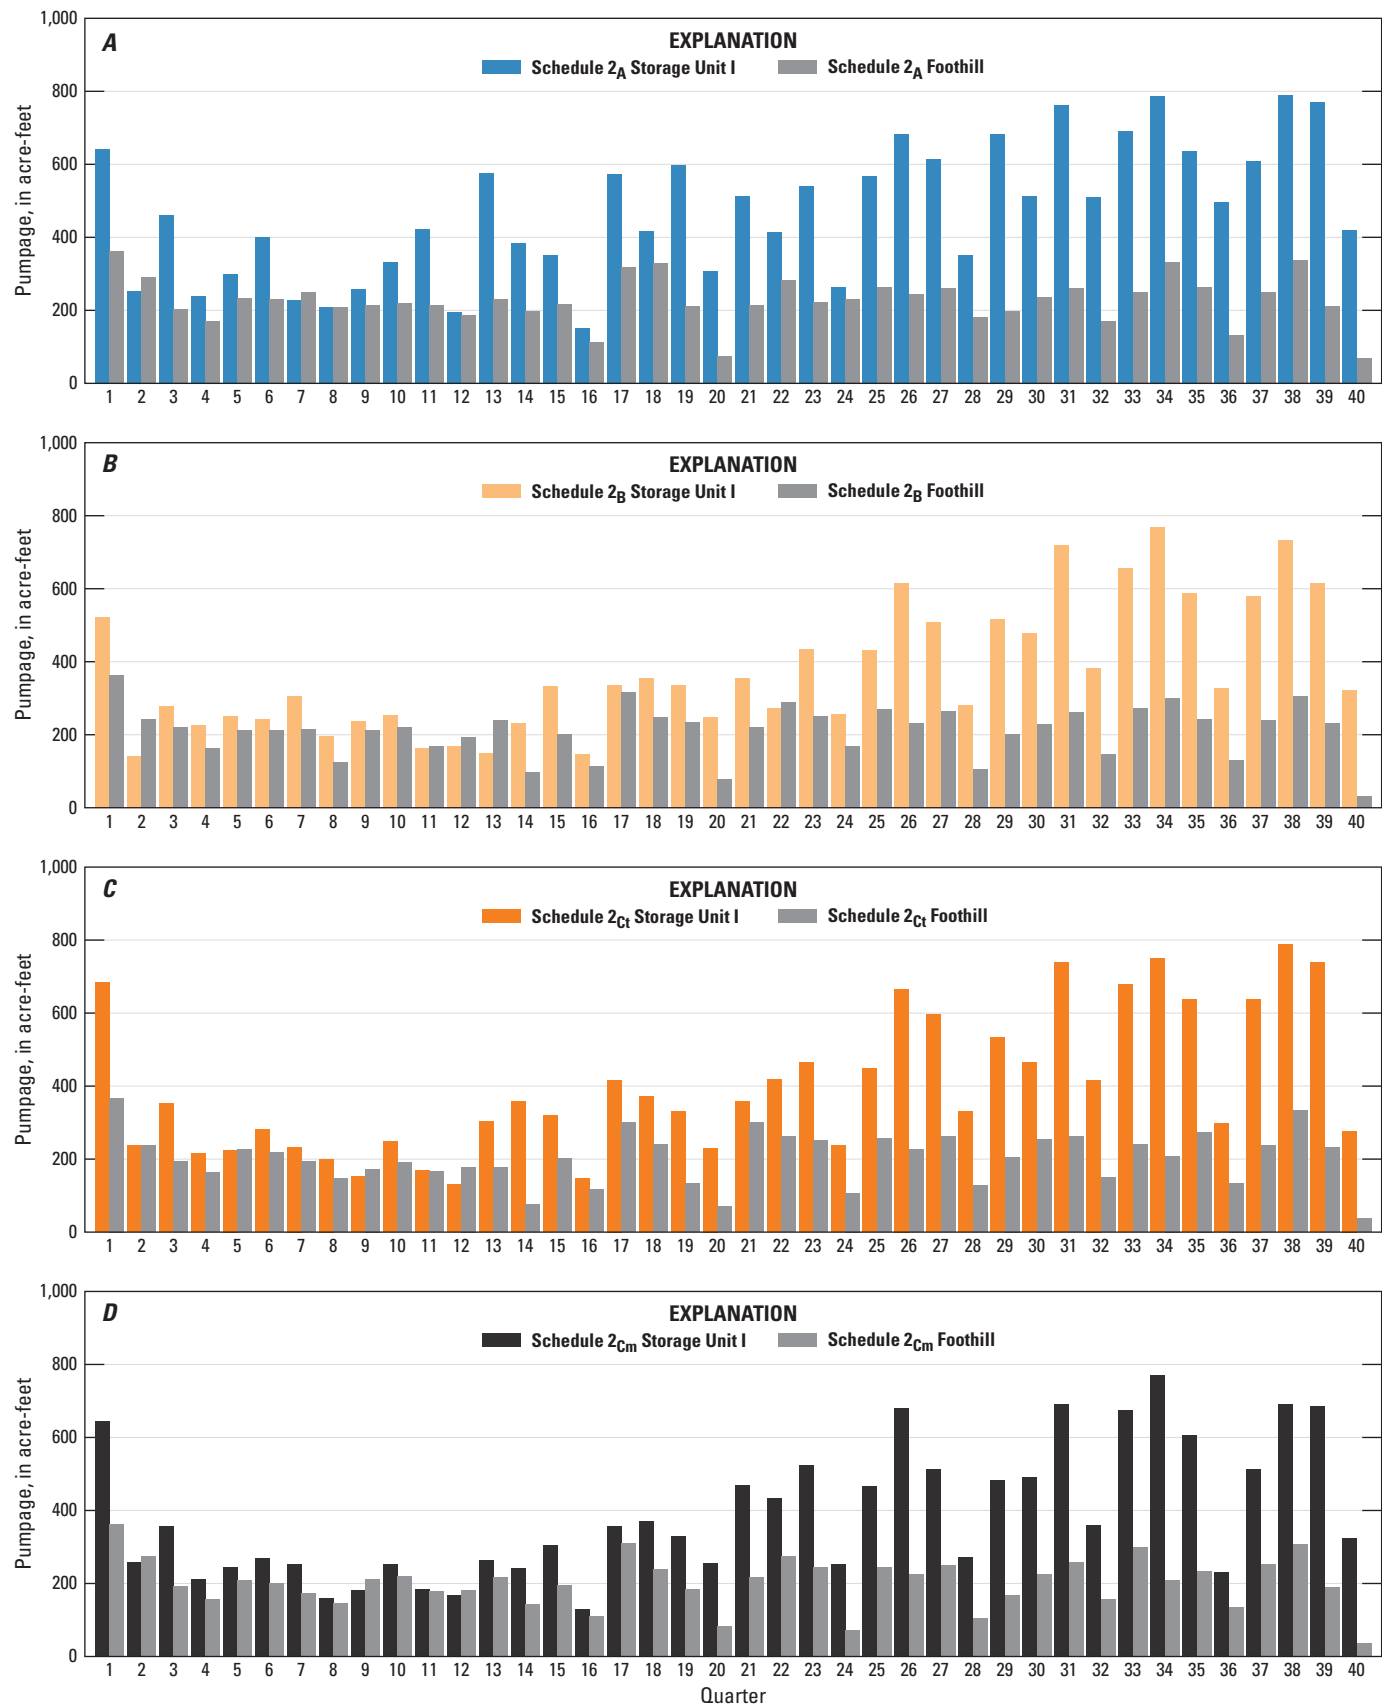 A
EXPLANATION
Schedule 2A Storage Unit I Schedule 2A Foothill
Pumpage, in acre-feet
1,000
800
600
400
200
0
1 2 3 4 5 6 7 8 9 10 11 12 13 14 15 16 17 18 19 20 21 22 23 24 25 26 27 28 29 30 31 32 33 34 35 36 37 38 39 40
B
EXPLANATION
Schedule 2B Storage Unit I Schedule 2B Foothill
Pumpage, in acre-feet
1,000
800
600
400
200
0
1 2 3 4 5 6 7 8 9 10 11 12 13 14 15 16 17 18 19 20 21 22 23 24 25 26 27 28 29 30 31 32 33 34 35 36 37 38 39 40
C
EXPLANATION
Schedule 2Ct Storage Unit I Schedule 2Ct Foothill
Pumpage, in acre-feet
1,000
800
600
400
200
0
1 2 3 4 5 6 7 8 9 10 11 12 13 14 15 16 17 18 19 20 21 22 23 24 25 26 27 28 29 30 31 32 33 34 35 36 37 38 39 40
D
EXPLANATION
Schedule 2Cm Storage Unit I Schedule 2Cm Foothill
Pumpage, in acre-feet
1,000
800
600
400
200
0
1 2 3 4 5 6 7 8 9 10 11 12 13 14 15 16 17 18 19 20 21 22 23 24 25 26 27 28 29 30 31 32 33 34 35 36 37 38 39 40
Quarter